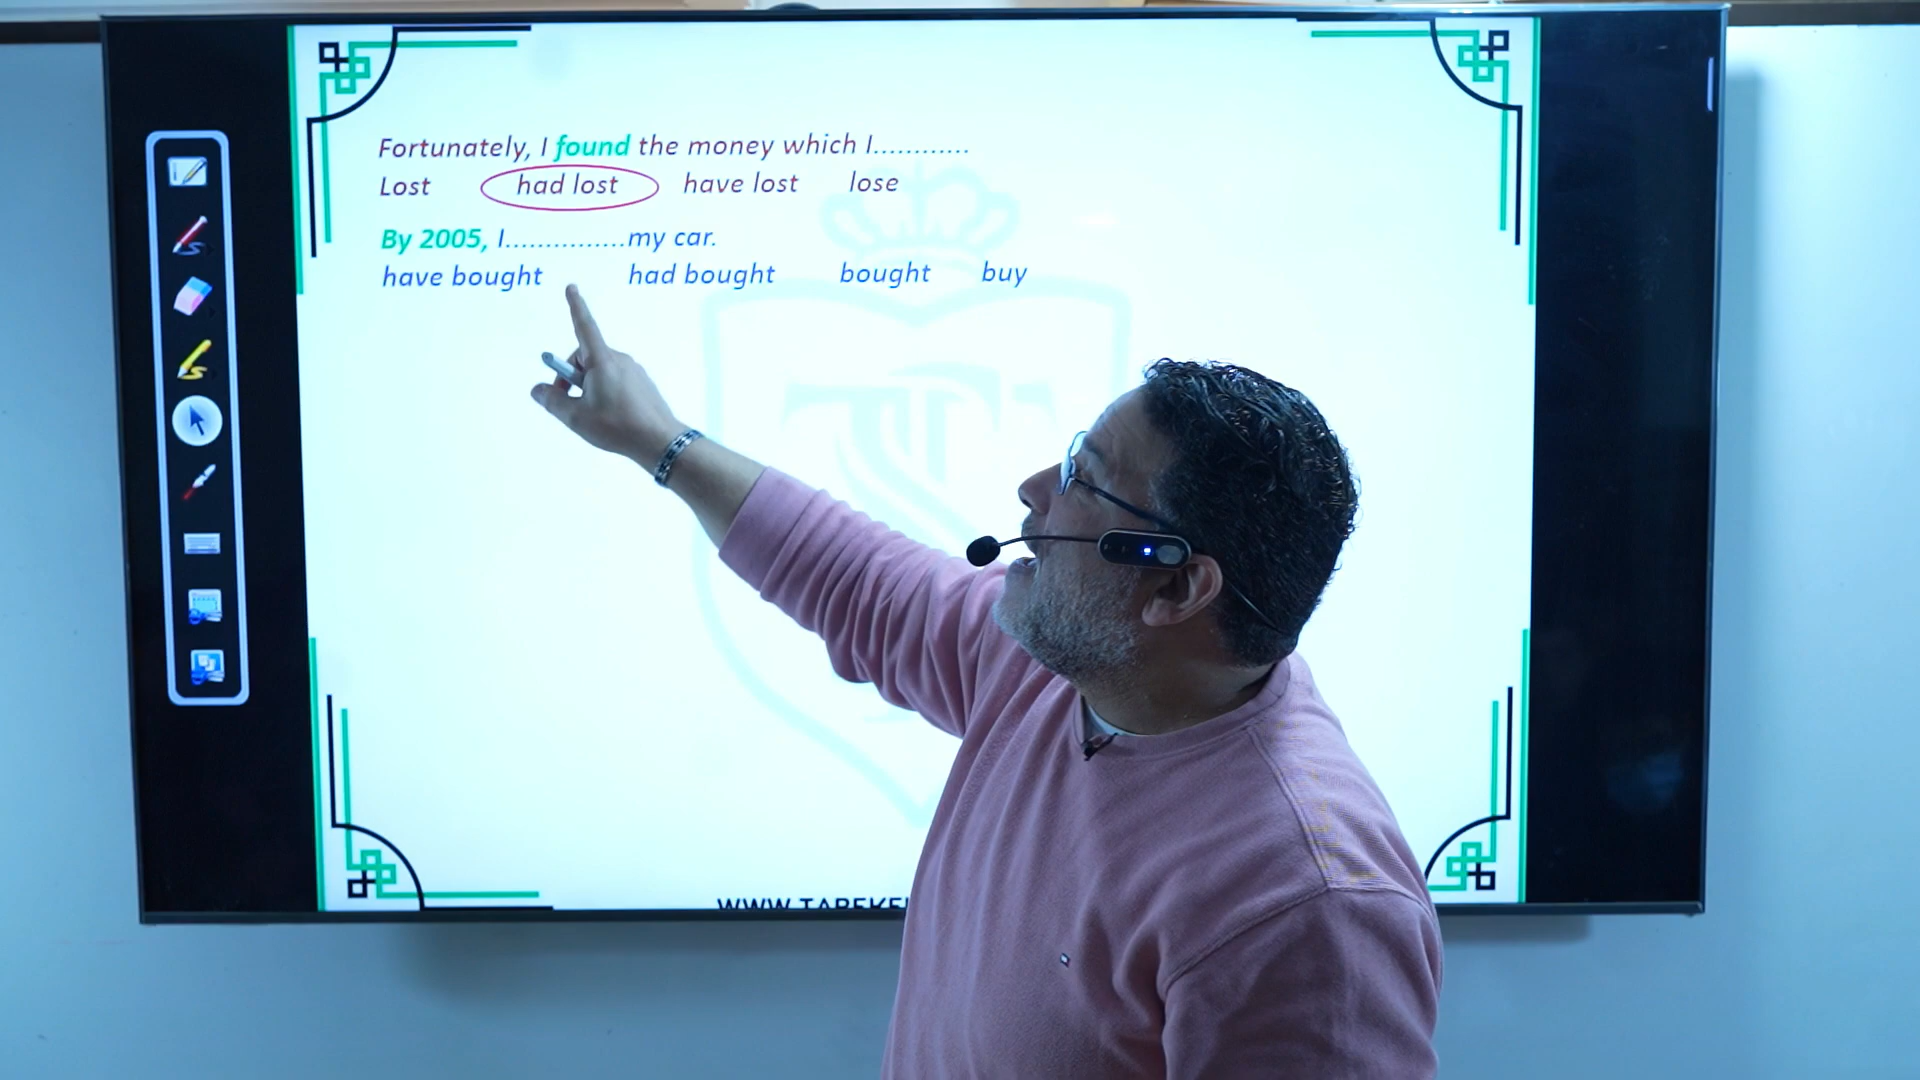 Fortunately, I found the money which I............
Lost had lost have lost lose
By 2005, I...............my car.
have bought had bought bought buy
WWW